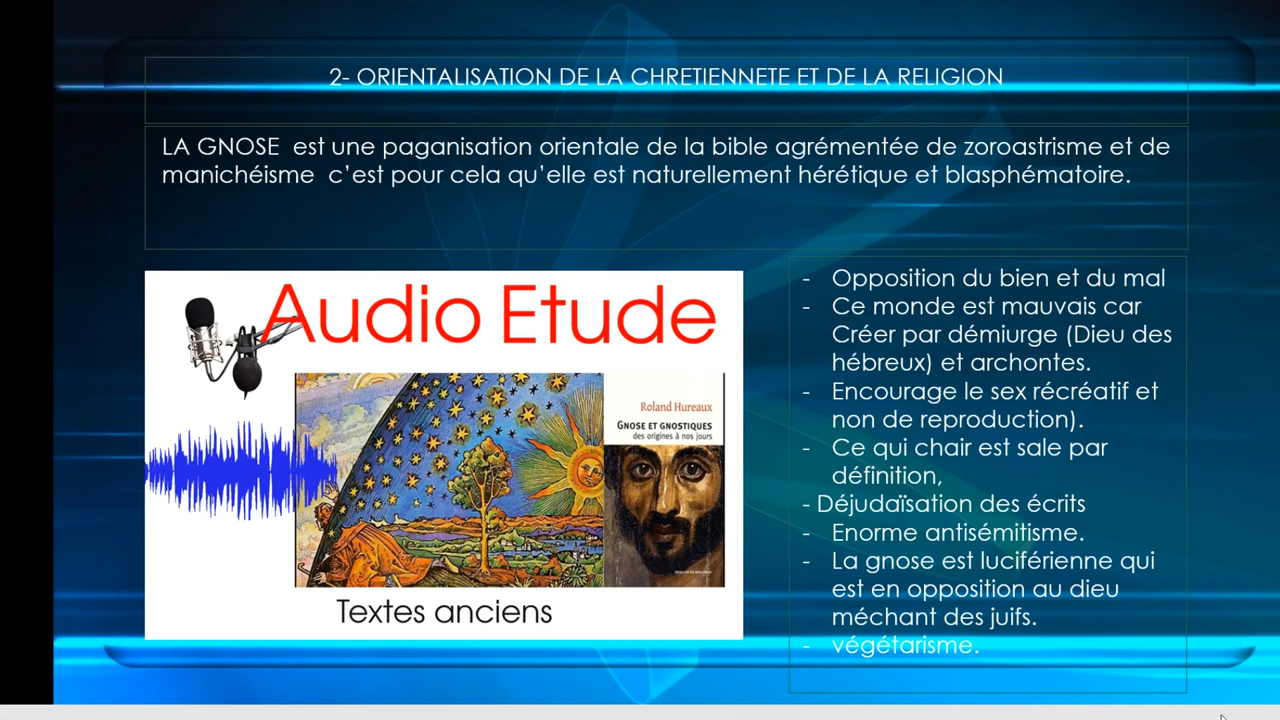 2- ORIENTALISATION DE LA CHRETIENNETE ET DE LA RELIGION
LA GNOSE est une paganisation orientale de la bible agrémentée de zoroastrisme et de
manichéisme c’est pour cela qu’elle est naturellement hérétique et blasphématoire.
Audio Etude
Roland Hureaux
GNOSE ET GNOSTIQUES
des origines à nos jours
Textes anciens
- Opposition du bien et du mal
- Ce monde est mauvais car
Créer par démiurge (Dieu des
hébreux) et archontes.
- Encourage le sex récréatif et
non de reproduction).
- Ce qui chair est sale par
définition,
- Déjudaïsation des écrits
- Enorme antisémitisme.
- La gnose est luciférienne qui
est en opposition au dieu
méchant des juifs.
- végétarisme.